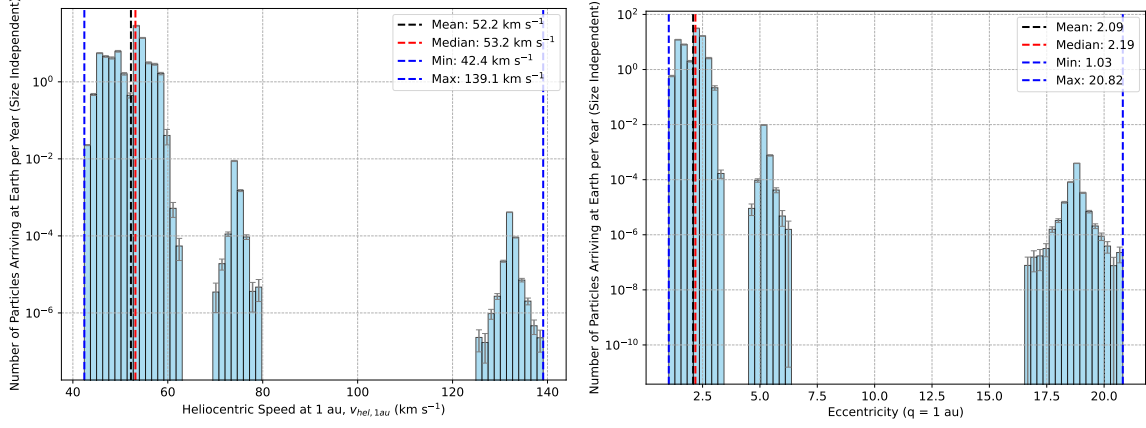 Number of Particles Arriving at Earth per Year (Size Independent)
10⁰
10⁻²
10⁻⁴
10⁻⁶
Mean: 52.2 km s⁻¹
Median: 53.2 km s⁻¹
Min: 42.4 km s⁻¹
Max: 139.1 km s⁻¹
40 60 80 100 120 140
Heliocentric Speed at 1 au, v_hel, 1au (km s⁻¹)
Number of Particles Arriving at Earth per Year (Size Independent)
10²
10⁰
10⁻²
10⁻⁴
10⁻⁶
10⁻⁸
10⁻¹⁰
Mean: 2.09
Median: 2.19
Min: 1.03
Max: 20.82
2.5 5.0 7.5 10.0 12.5 15.0 17.5 20.0
Eccentricity (q = 1 au)